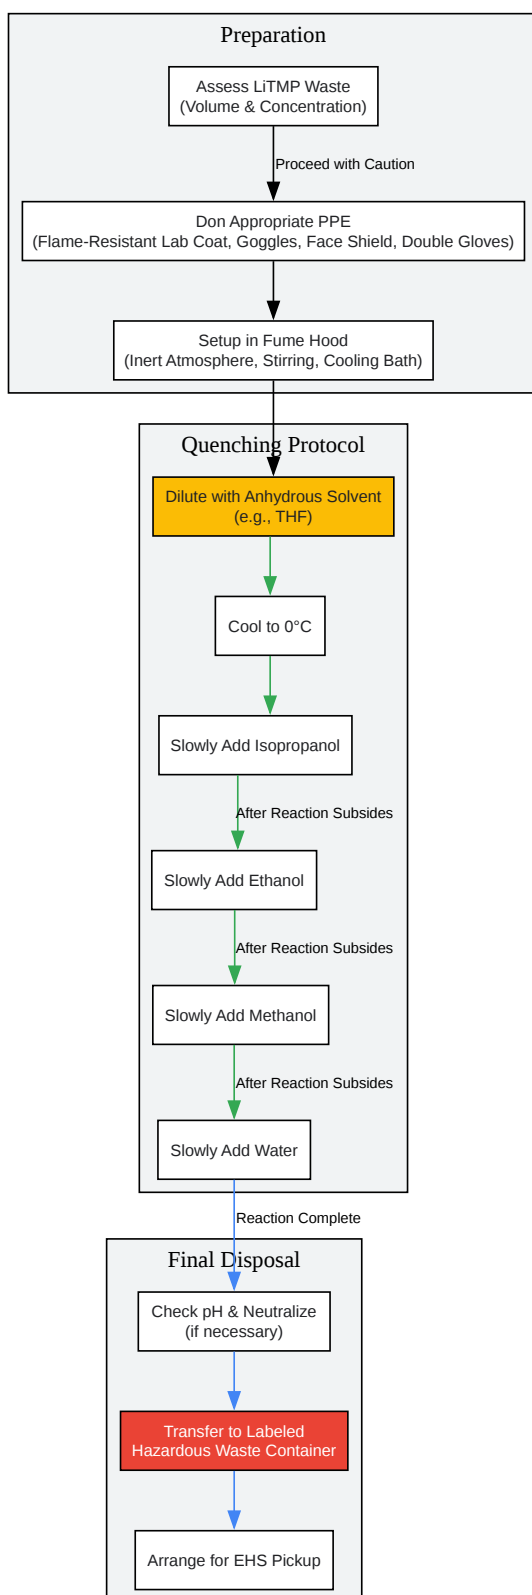 Preparation
Assess LiTMP Waste
(Volume & Concentration)
Proceed with Caution
Don Appropriate PPE
(Flame-Resistant Lab Coat, Goggles, Face Shield, Double Gloves)
Setup in Fume Hood
(Inert Atmosphere, Stirring, Cooling Bath)
Quenching Protocol
Dilute with Anhydrous Solvent
(e.g., THF)
Cool to 0°C
Slowly Add Isopropanol
After Reaction Subsides
Slowly Add Ethanol
After Reaction Subsides
Slowly Add Methanol
After Reaction Subsides
Slowly Add Water
Reaction Complete
Final Disposal
Check pH & Neutralize
(if necessary)
Transfer to Labeled
Hazardous Waste Container
Arrange for EHS Pickup